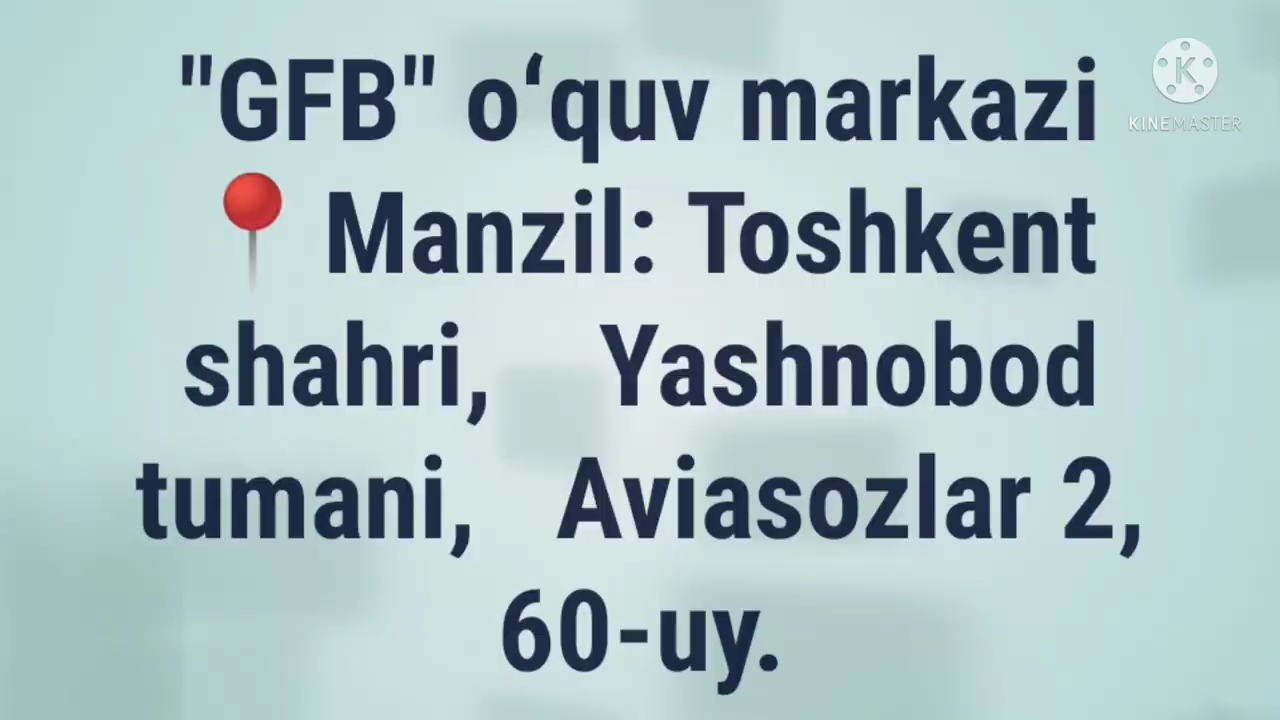 "GFB" o‘quv markazi
📍 Manzil: Toshkent
shahri, Yashnobod
tumani, Aviasozlar 2,
60-uy.
KINEMASTER